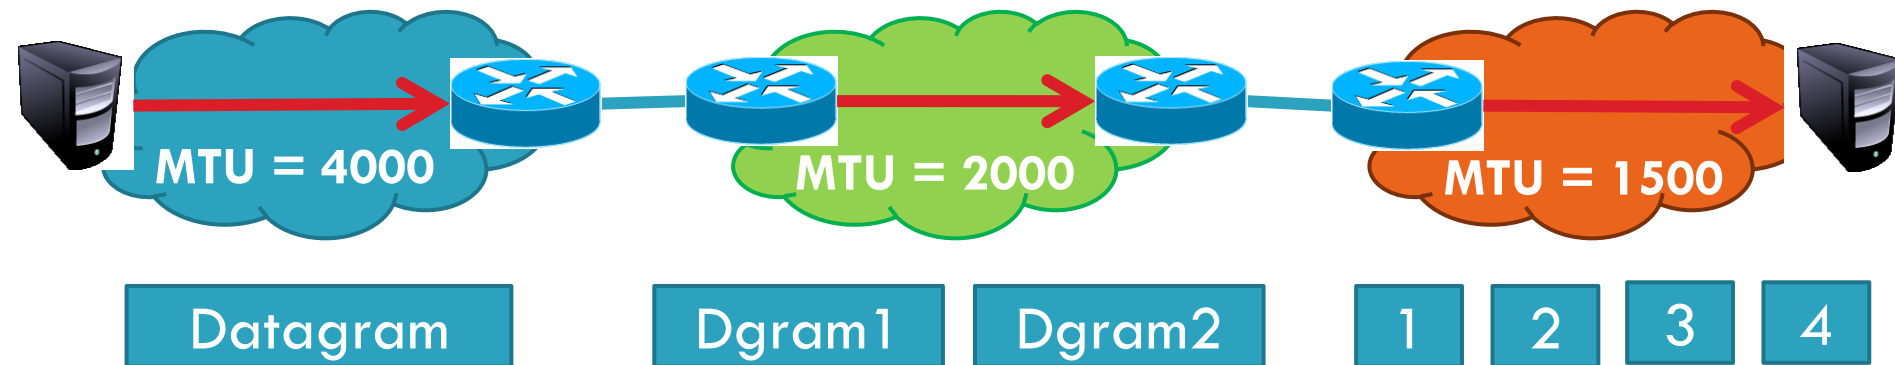 MTU = 4000
MTU = 2000
MTU = 1500
Datagram
Dgram1
Dgram2
1
2
3
4